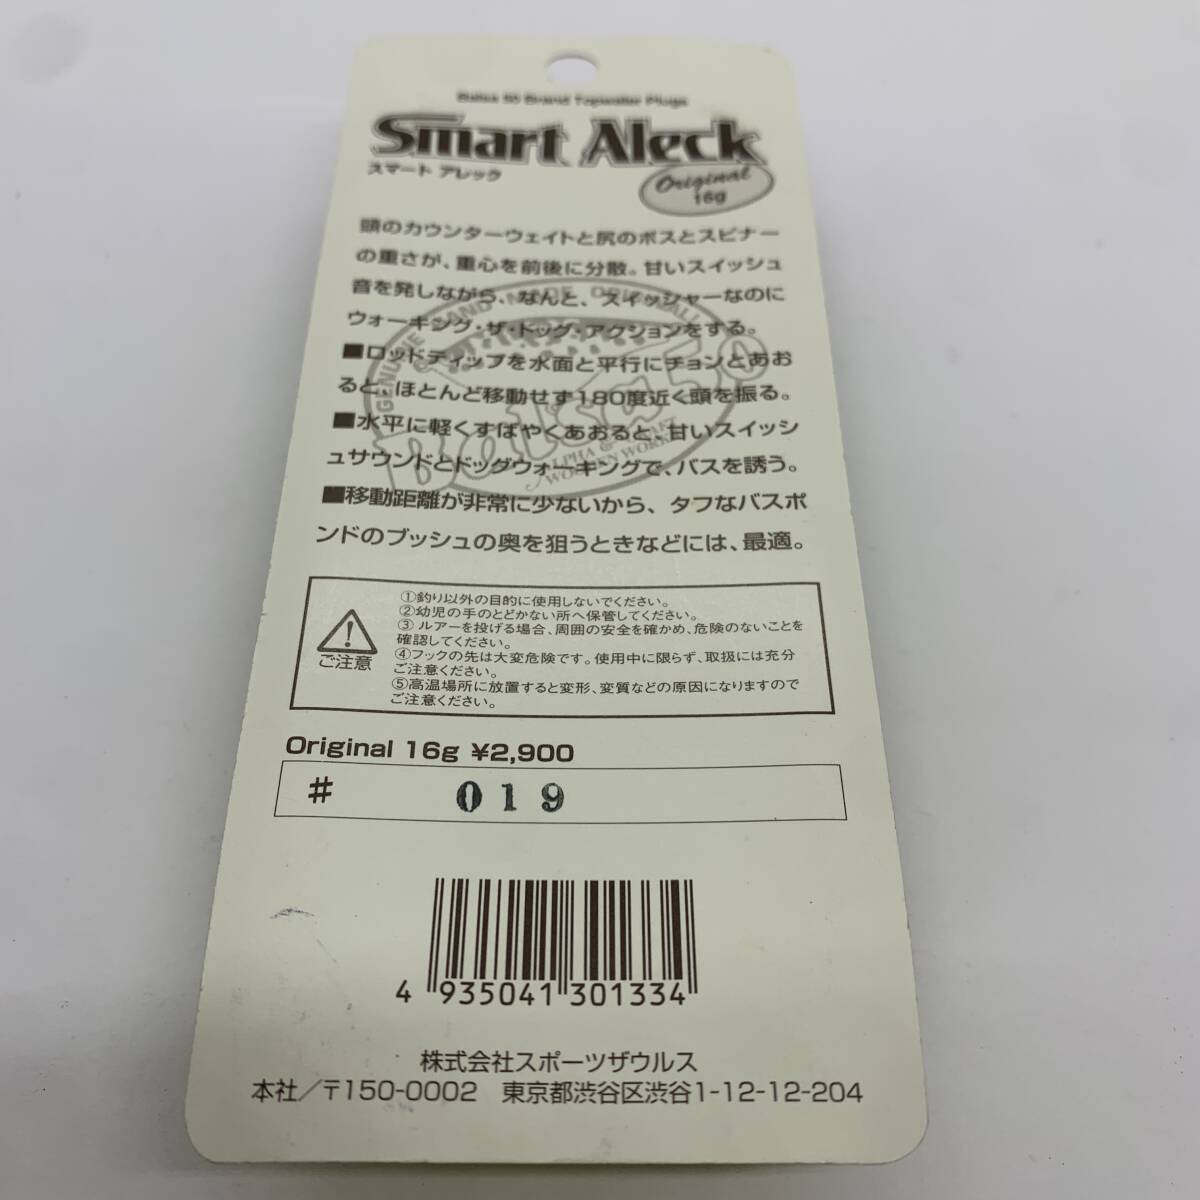 Balsa 50 Brand Topwater Plugs
Smart Aleck
スマート アレック
Original
16g
頭のカウンターウェイトと尻のボスとスピナー
の重さが、重心を前後に分散。甘いスイッシュ
音を発しながら、なんと、スイッシャーなのに
ウォーキング・ザ・ドッグ・アクションをする。
■ロッドティップを水面と平行にチョンとあお
ると、ほとんど移動せず180度近く頭を振る。
■水平に軽くすばやくあおると、甘いスイッシ
ュサウンドとドッグウォーキングで、バスを誘う。
■移動距離が非常に少ないから、タフなバスポ
ンドのブッシュの奥を狙うときなどには、最適。
GENUINE HAND MADE ORIGINAL
Balsa 50
ALPHA & CRAFT
WOODEN WORKS
ご注意
①釣り以外の目的に使用しないでください。
②幼児の手のとどかない所へ保管してください。
③ ルアーを投げる場合、周囲の安全を確かめ、危険のないことを
確認してください。
④フックの先は大変危険です。使用中に限らず、取扱には充分
ご注意ください。
⑤高温場所に放置すると変形、変質などの原因になりますので
ご注意ください。
Original 16g ¥2,900
# 019
4 935041 301334
株式会社スポーツザウルス
本社／〒150-0002 東京都渋谷区渋谷1-12-12-204